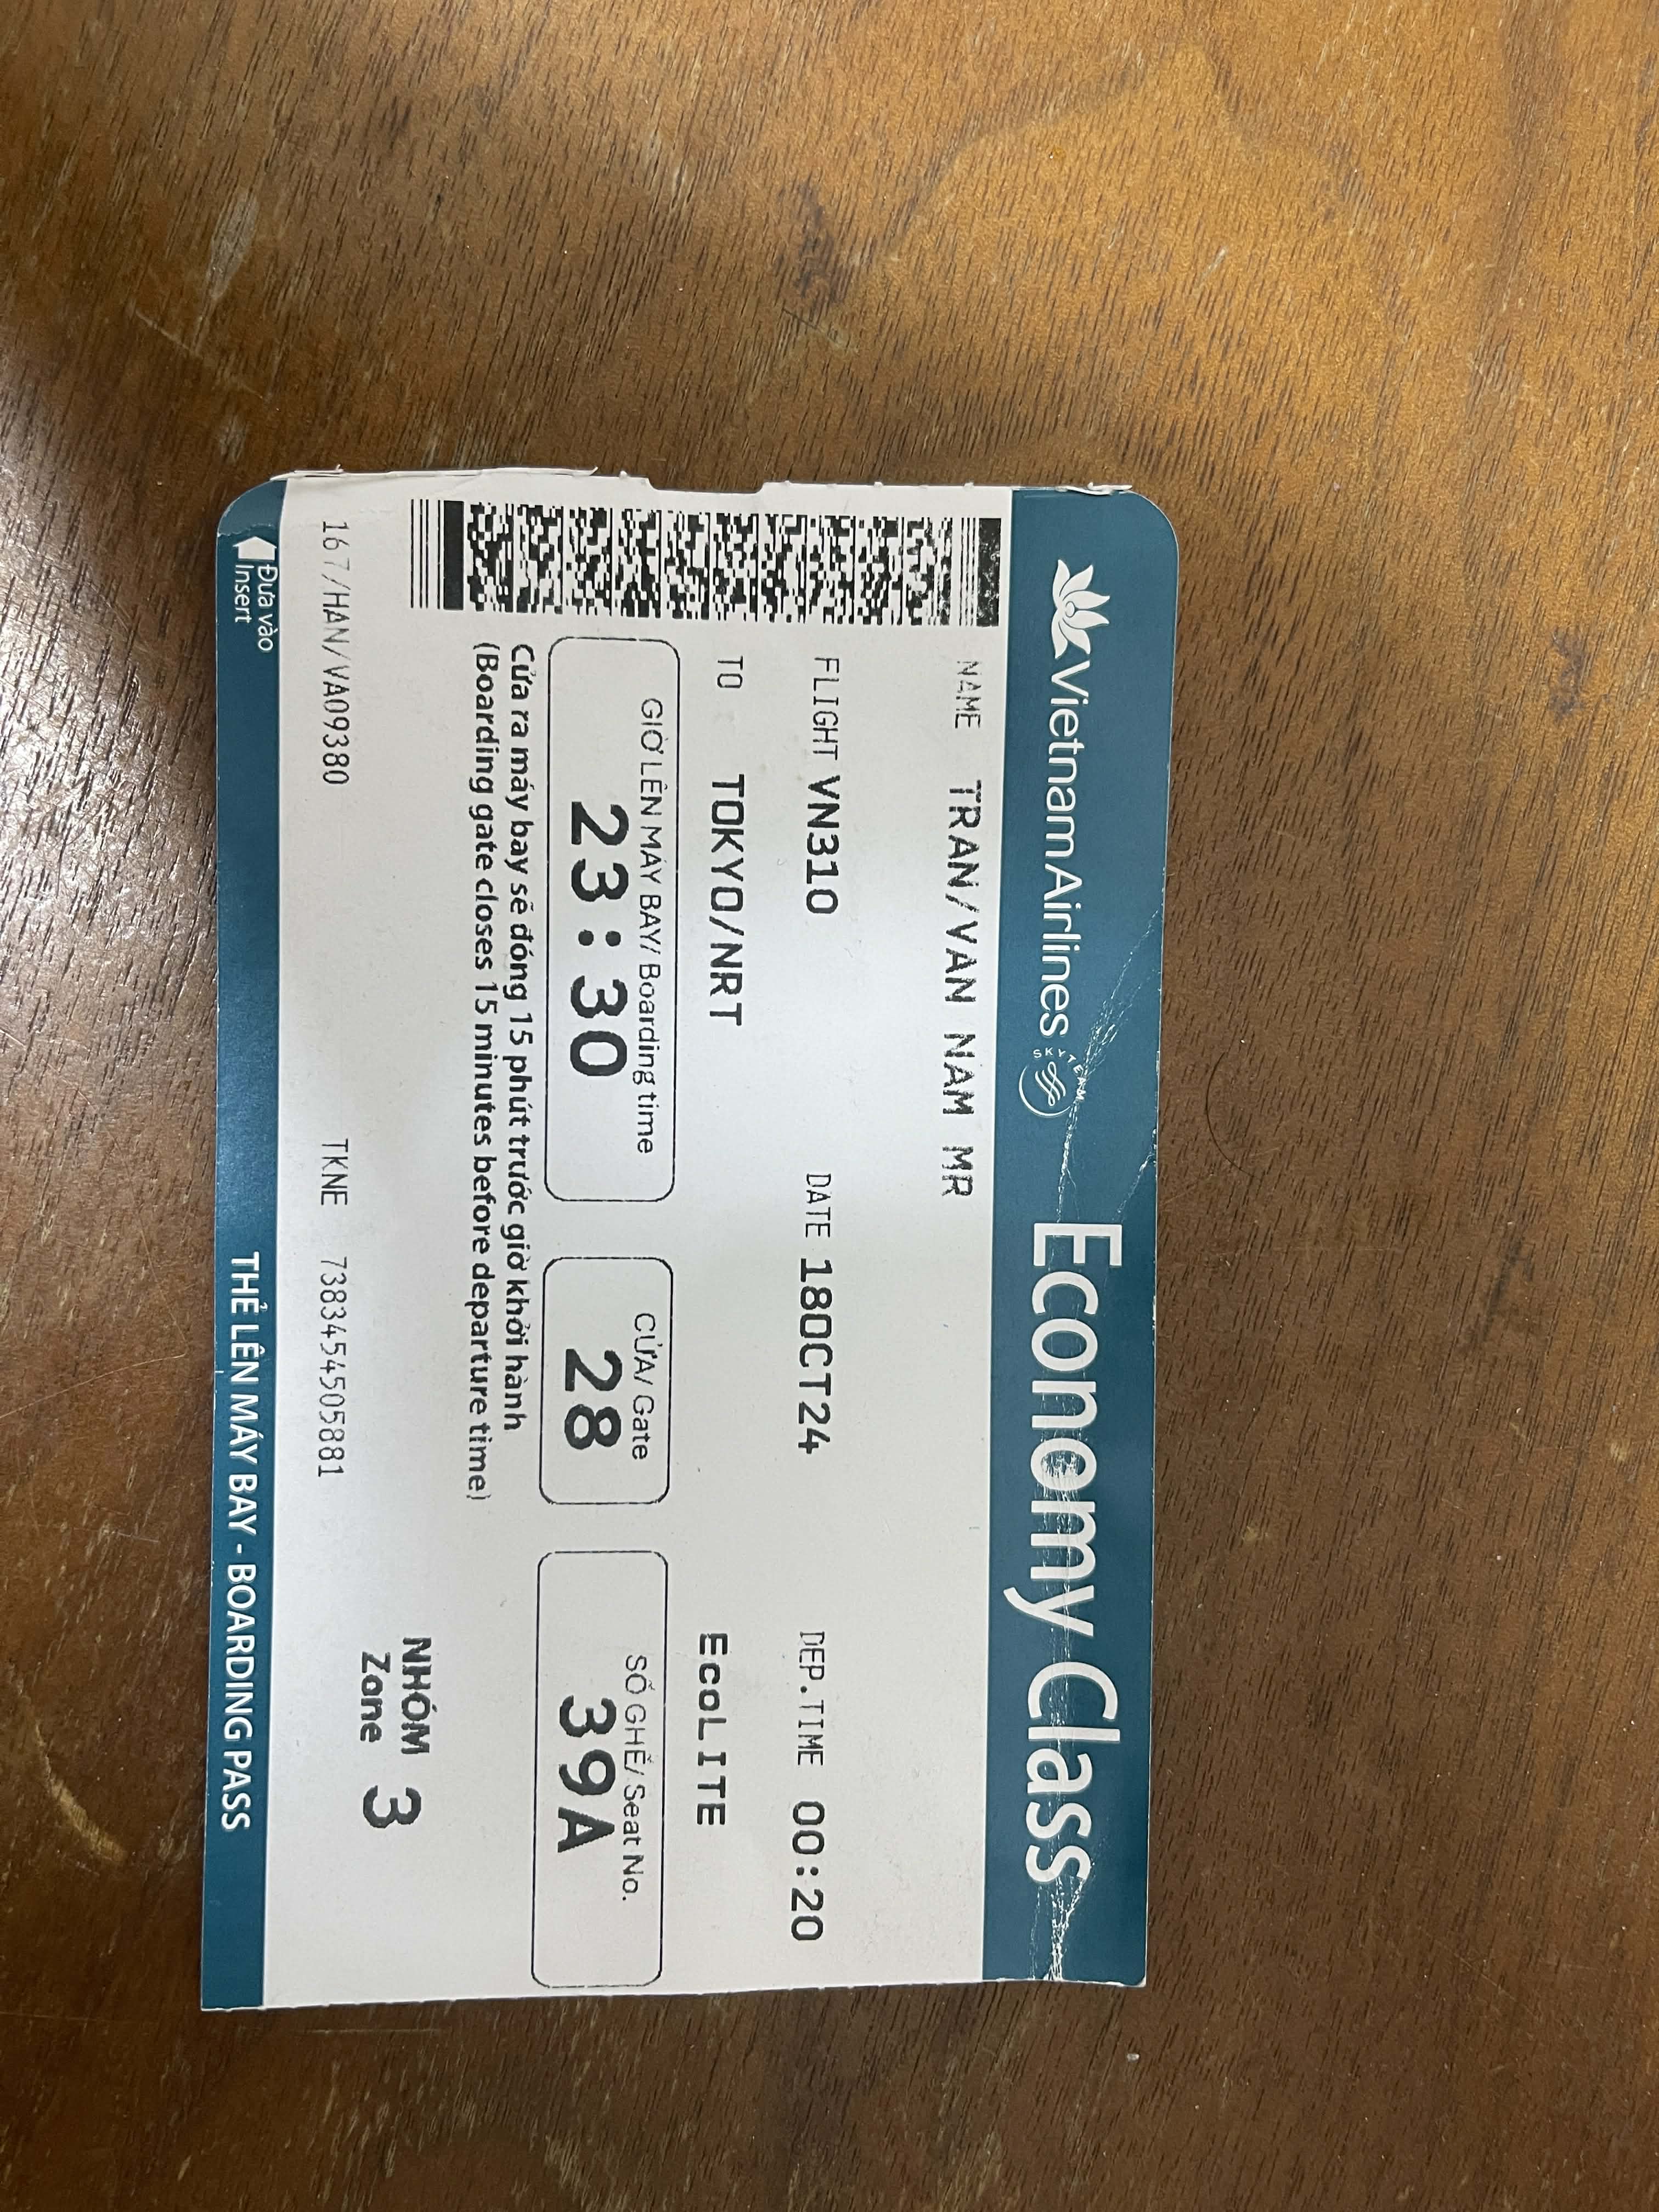 VietnamAirlines SKYTEAM Economy Class
NAME TRAN/VAN NAM MR
FLIGHT VN310 DATE 18OCT24 DEP.TIME 00:20
TO TOKYO/NRT EcoLITE
GIỜ LÊN MÁY BAY/ Boarding time CỬA/ Gate SỐ GHẾ/ Seat No.
23:30 28 39A
Cửa ra máy bay sẽ đóng 15 phút trước giờ khởi hành
(Boarding gate closes 15 minutes before departure time)
NHÓM
Zone 3
167/HAN/VA09380 TKNE 7383454505881
Đưa vào
Insert
THẺ LÊN MÁY BAY - BOARDING PASS